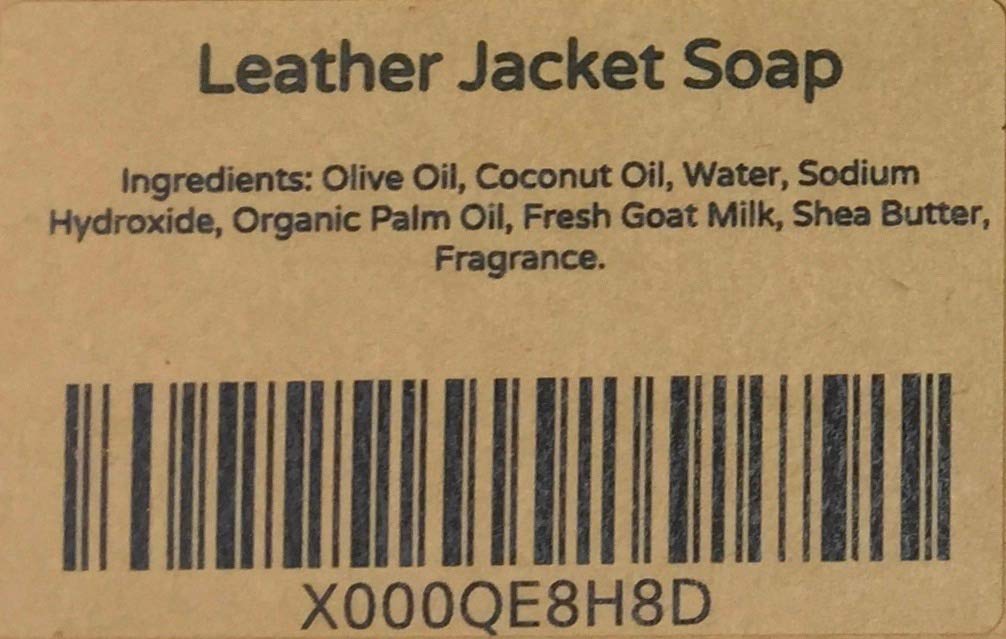 Leather Jacket Soap
Ingredients: Olive Oil, Coconut Oil, Water, Sodium
Hydroxide, Organic Palm Oil, Fresh Goat Milk, Shea Butter,
Fragrance.
X000QE8H8D